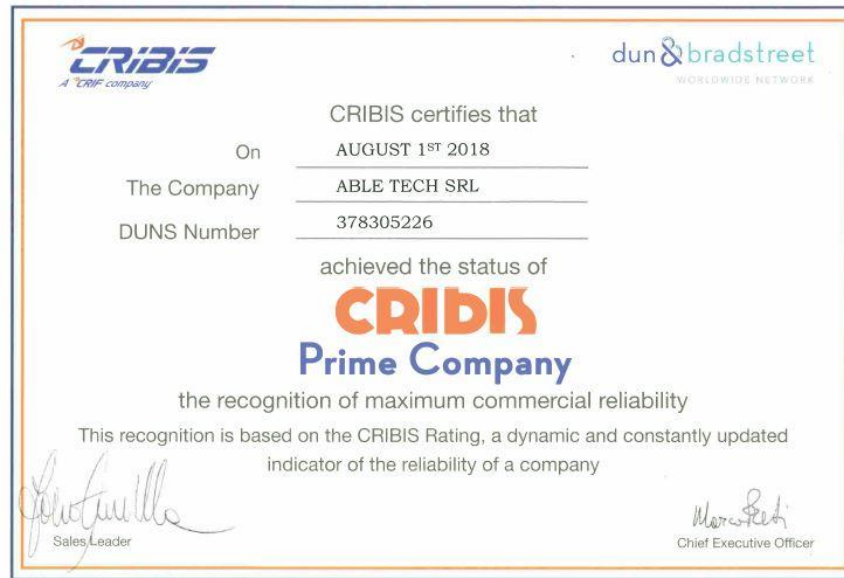 CRIBIS
A CRIF company
dun & bradstreet
WORLDWIDE NETWORK
CRIBIS certifies that
On AUGUST 1ST 2018
The Company ABLE TECH SRL
DUNS Number 378305226
achieved the status of
CRIBIS
Prime Company
the recognition of maximum commercial reliability
This recognition is based on the CRIBIS Rating, a dynamic and constantly updated
indicator of the reliability of a company
Sales Leader
Chief Executive Officer